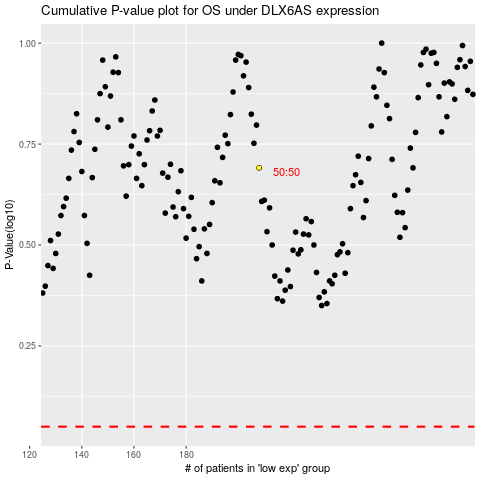 Cumulative P-value plot for OS under DLX6AS expression
P-Value(log10)
1.00
0.75
0.50
0.25
50:50
120 140 160 180
# of patients in 'low exp' group